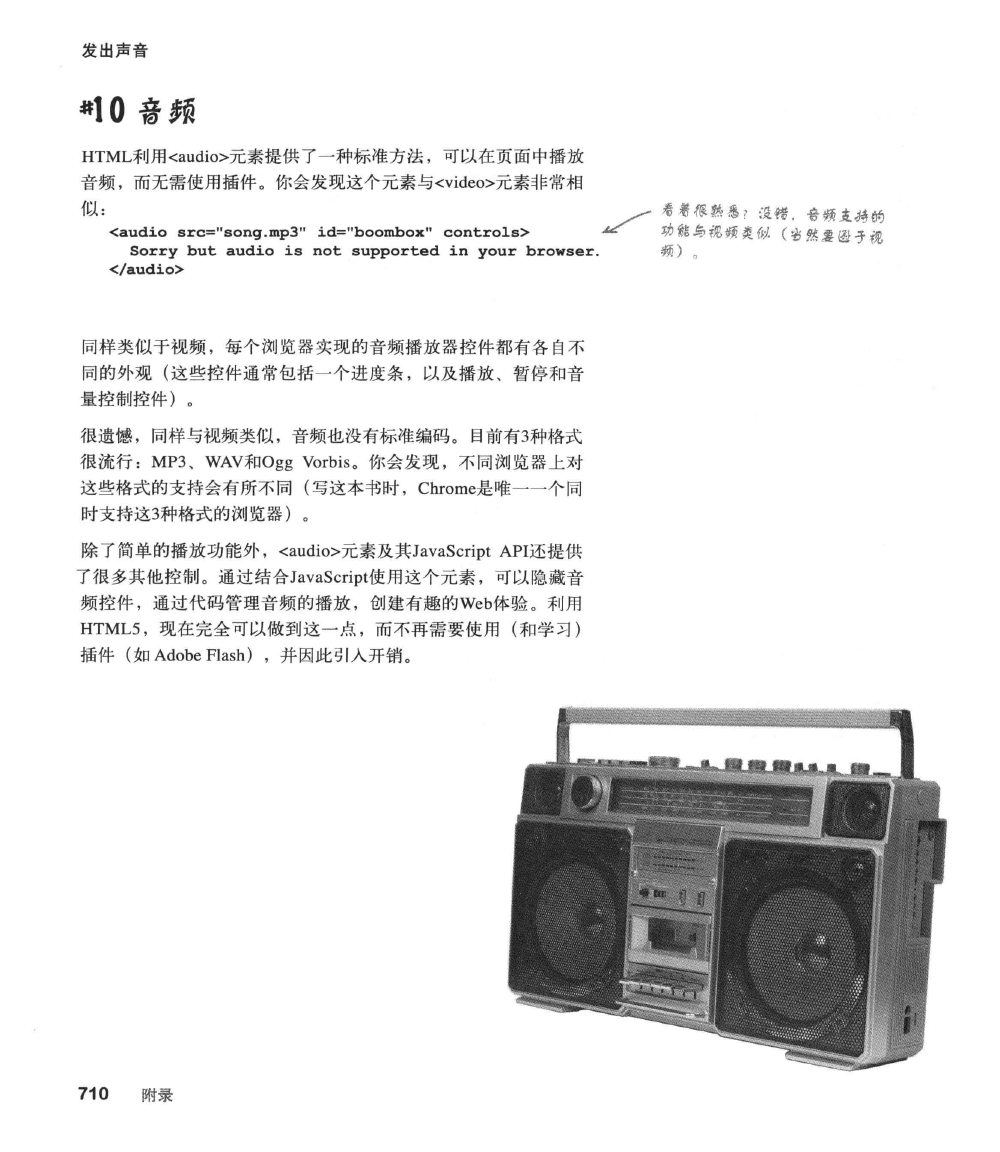 发出声音
#10 音频
HTML利用<audio>元素提供了一种标准方法，可以在页面中播放
音频，而无需使用插件。你会发现这个元素与<video>元素非常相
似：
<audio src="song.mp3" id="boombox" controls>
Sorry but audio is not supported in your browser.
</audio>
看着很熟悉？没错，音频支持的
功能与视频类似（当然要逊于视
频）。
同样类似于视频，每个浏览器实现的音频播放器控件都有各自不
同的外观（这些控件通常包括一个进度条，以及播放、暂停和音
量控制控件）。
很遗憾，同样与视频类似，音频也没有标准编码。目前有3种格式
很流行：MP3、WAV和Ogg Vorbis。你会发现，不同浏览器上对
这些格式的支持会有所不同（写这本书时，Chrome是唯一一个同
时支持这3种格式的浏览器）。
除了简单的播放功能外，<audio>元素及其JavaScript API还提供
了很多其他控制。通过结合JavaScript使用这个元素，可以隐藏音
频控件，通过代码管理音频的播放，创建有趣的Web体验。利用
HTML5，现在完全可以做到这一点，而不再需要使用（和学习）
插件（如 Adobe Flash），并因此引入开销。
710 附录